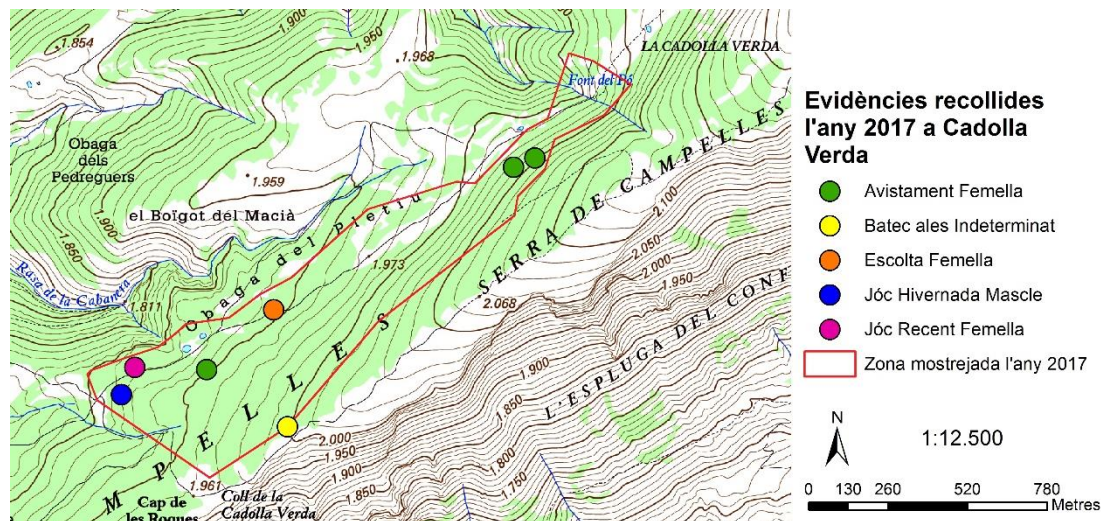 1.900
1.900
1.950
1.854
1.968
LA CADOLLA VERDA
Font del Pó
Obaga
dels
Pedreguers
1.959
1.900
el Boïgot del Macià
1.850
Rasa de la Cabanera
1.811
Obaga del Pletiu
1.973
SERRA DE CAMPELLES
2.100
2.050
2.000
1.950
2.068
1.900
1.850
L'ESPLUGA DEL CONF
MPELLES
2.000
1.950
1.900
1.850
1.800
1.750
1.961
Cap de
les Roques
Coll de la
Cadolla Verda
Evidències recollides
l'any 2017 a Cadolla
Verda
Avistament Femella
Batec ales Indeterminat
Escolta Femella
Jóc Hivernada Mascle
Jóc Recent Femella
Zona mostrejada l'any 2017
N
1:12.500
0 130 260 520 780
Metres